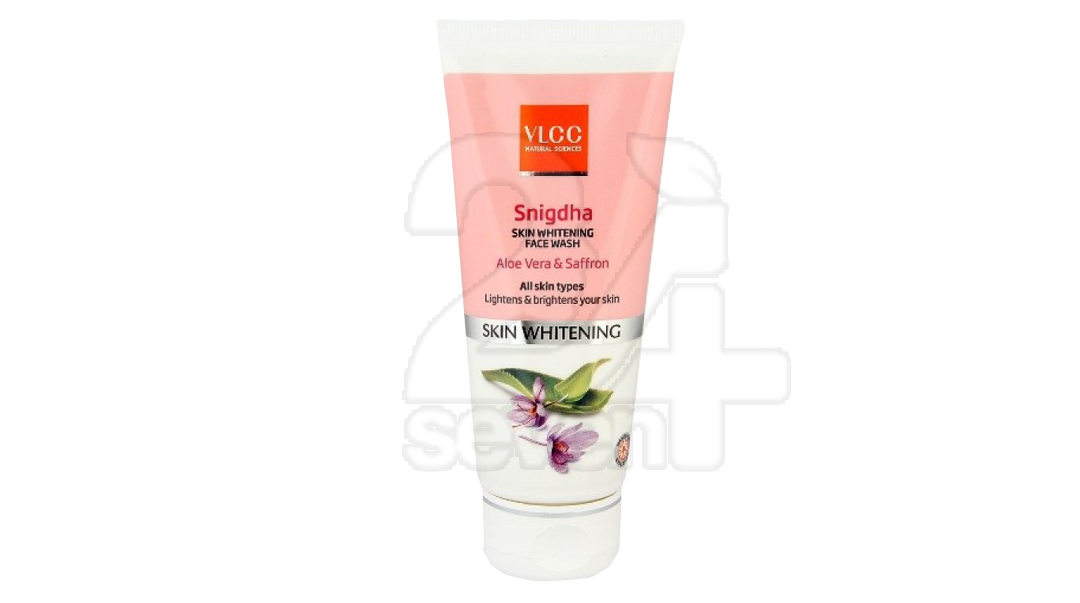 VLCC
NATURAL SCIENCES
Snigdha
SKIN WHITENING
FACE WASH
Aloe Vera & Saffron
All skin types
Lightens & brightens your skin
SKIN WHITENING
24
seven